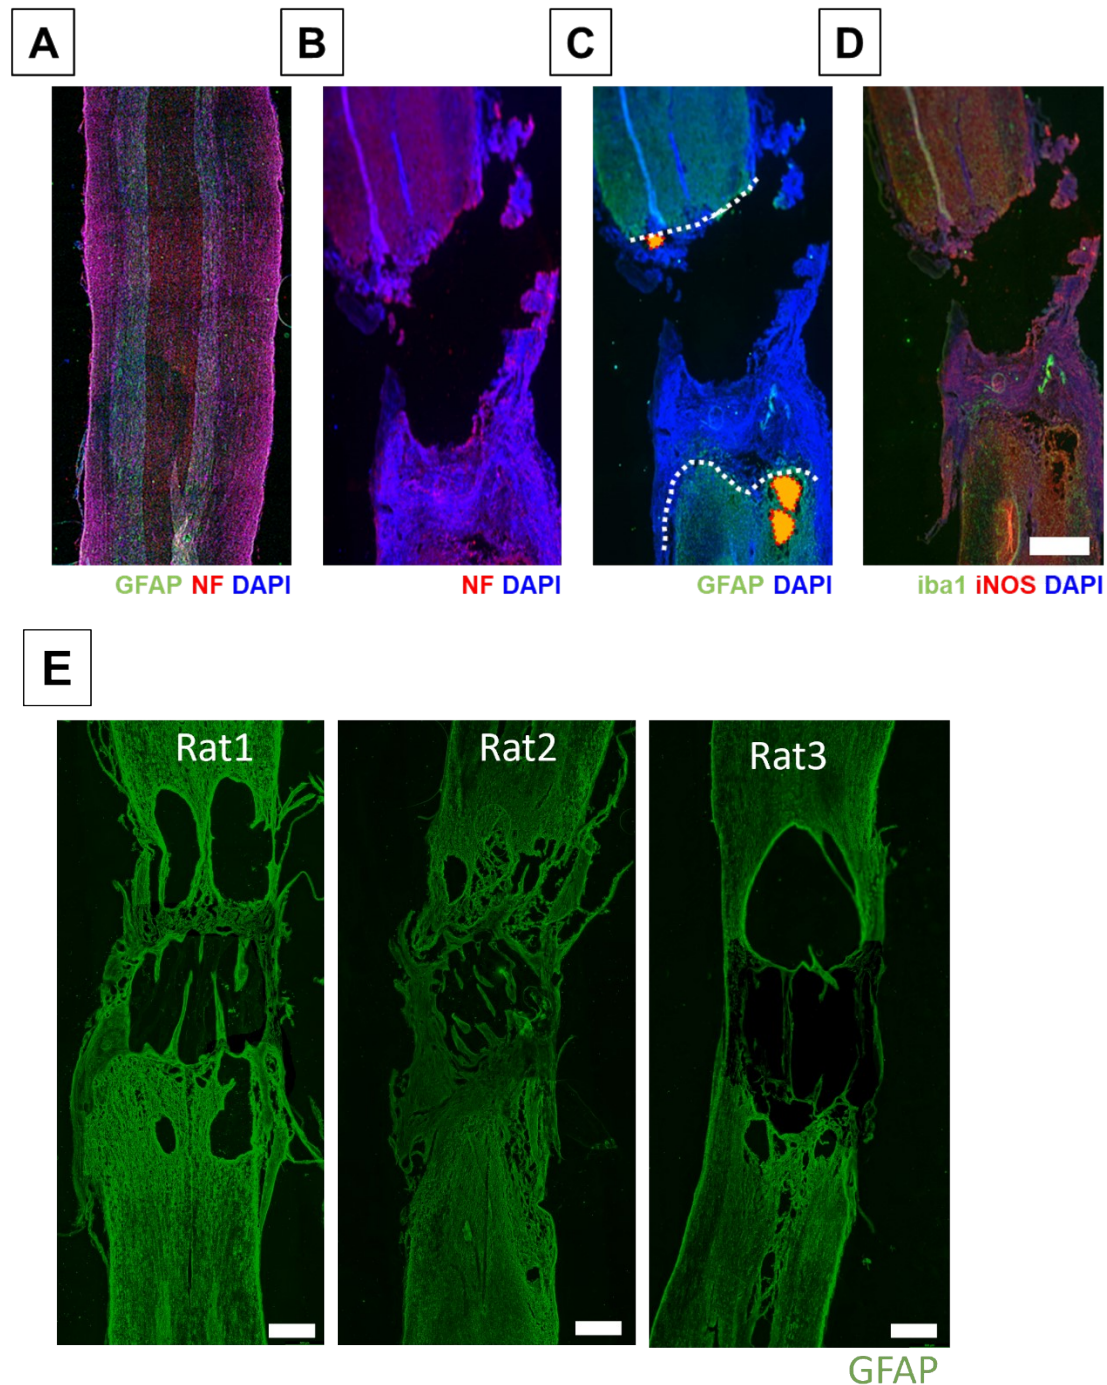 A
B
C
D
GFAP NF DAPI
NF DAPI
GFAP DAPI
iba1 iNOS DAPI
E
Rat1
Rat2
Rat3
GFAP